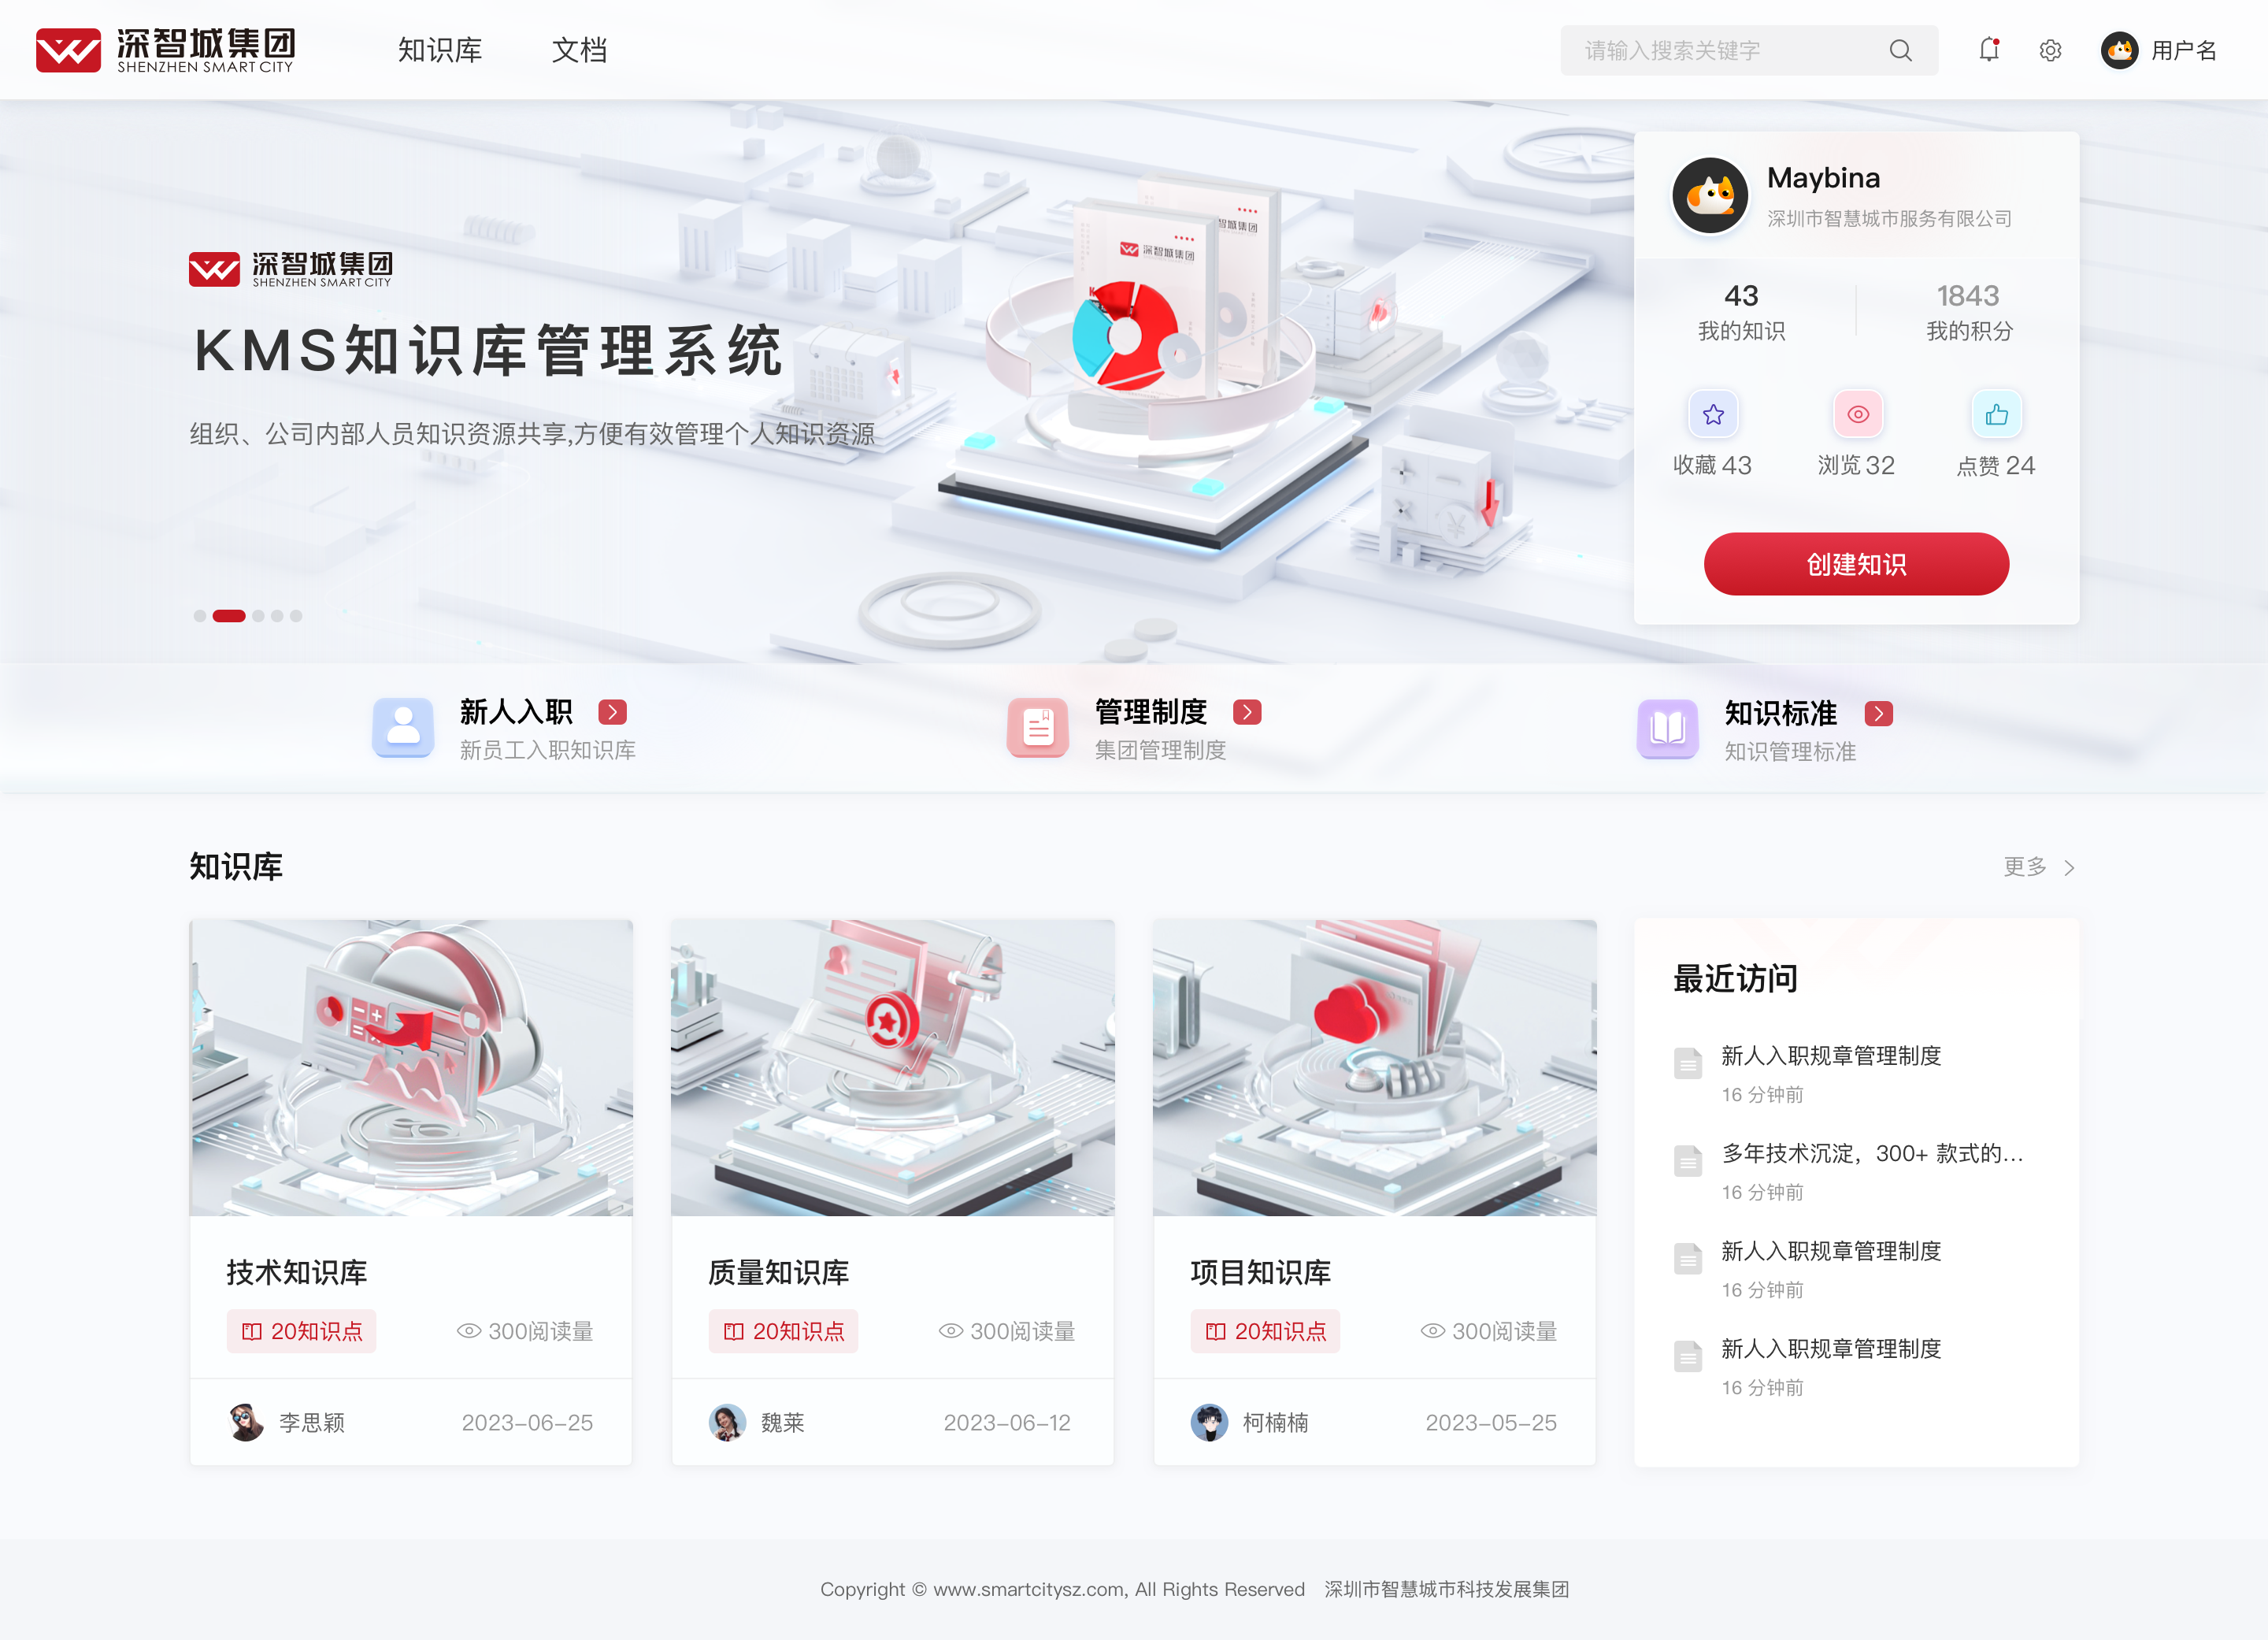 深智城集团
SHENZHEN SMART CITY
知识库
文档
请输入搜索关键字
用户名
深智城集团
SHENZHEN SMART CITY
KMS知识库管理系统
组织、公司内部人员知识资源共享,方便有效管理个人知识资源
深智城集团
智城集团
Maybina
深圳市智慧城市服务有限公司
43
我的知识
1843
我的积分
收藏 43
浏览 32
点赞 24
创建知识
新人入职
新员工入职知识库
管理制度
集团管理制度
知识标准
知识管理标准
知识库
更多
技术知识库
20知识点
300阅读量
李思颖
2023-06-25
质量知识库
20知识点
300阅读量
魏莱
2023-06-12
项目知识库
20知识点
300阅读量
柯楠楠
2023-05-25
最近访问
新人入职规章管理制度
16 分钟前
多年技术沉淀，300+ 款式的...
16 分钟前
新人入职规章管理制度
16 分钟前
新人入职规章管理制度
16 分钟前
Copyright © www.smartcitysz.com, All Rights Reserved 深圳市智慧城市科技发展集团